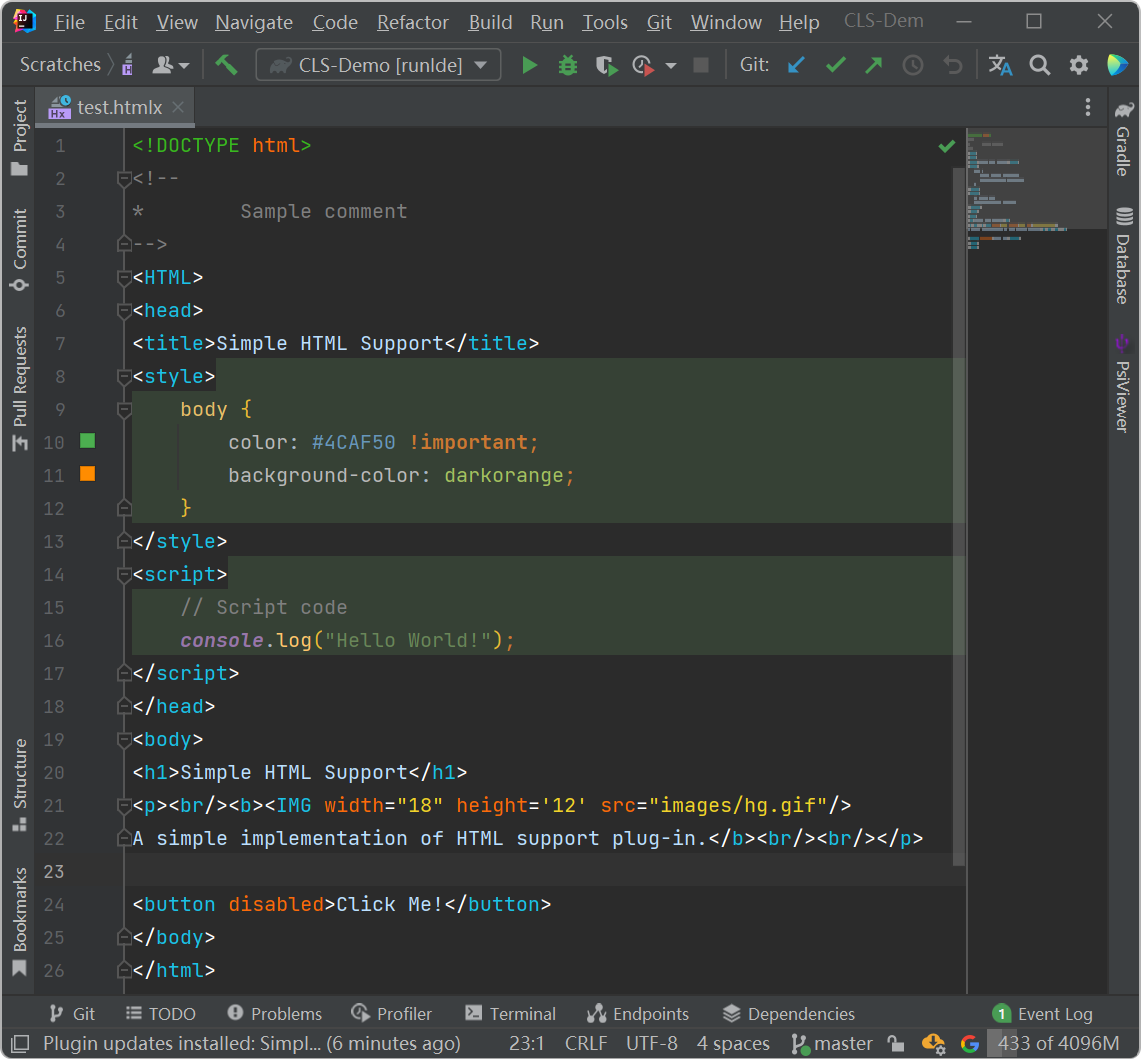 File Edit View Navigate Code Refactor Build Run Tools Git Window Help CLS-Dem
Scratches CLS-Demo [runIde] Git:
test.htmlx
Project
Commit
Pull Requests
Structure
Bookmarks
1 <!DOCTYPE html>
2 <!--
3 *        Sample comment
4 -->
5 <HTML>
6 <head>
7 <title>Simple HTML Support</title>
8 <style>
9     body {
10         color: #4CAF50 !important;
11         background-color: darkorange;
12     }
13 </style>
14 <script>
15     // Script code
16     console.log("Hello World!");
17 </script>
18 </head>
19 <body>
20 <h1>Simple HTML Support</h1>
21 <p><br/><b><IMG width="18" height='12' src="images/hg.gif"/>
22 A simple implementation of HTML support plug-in.</b><br/><br/></p>
23
24 <button disabled>Click Me!</button>
25 </body>
26 </html>
Gradle
Database
PsiViewer
Git TODO Problems Profiler Terminal Endpoints Dependencies 1 Event Log
Plugin updates installed: Simpl... (6 minutes ago) 23:1 CRLF UTF-8 4 spaces master 433 of 4096M